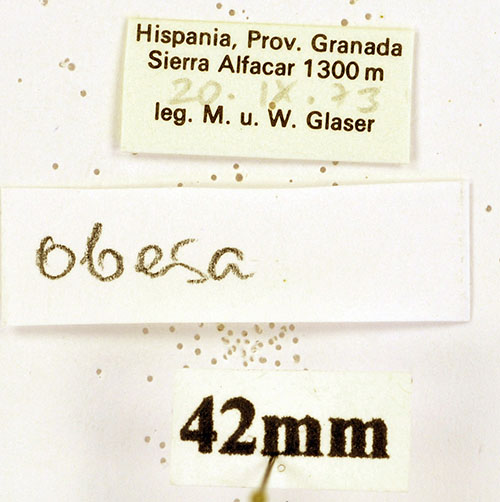 Hispania, Prov. Granada
Sierra Alfacar 1300 m
20. IX. 73
leg. M. u. W. Glaser
obesa
42mm